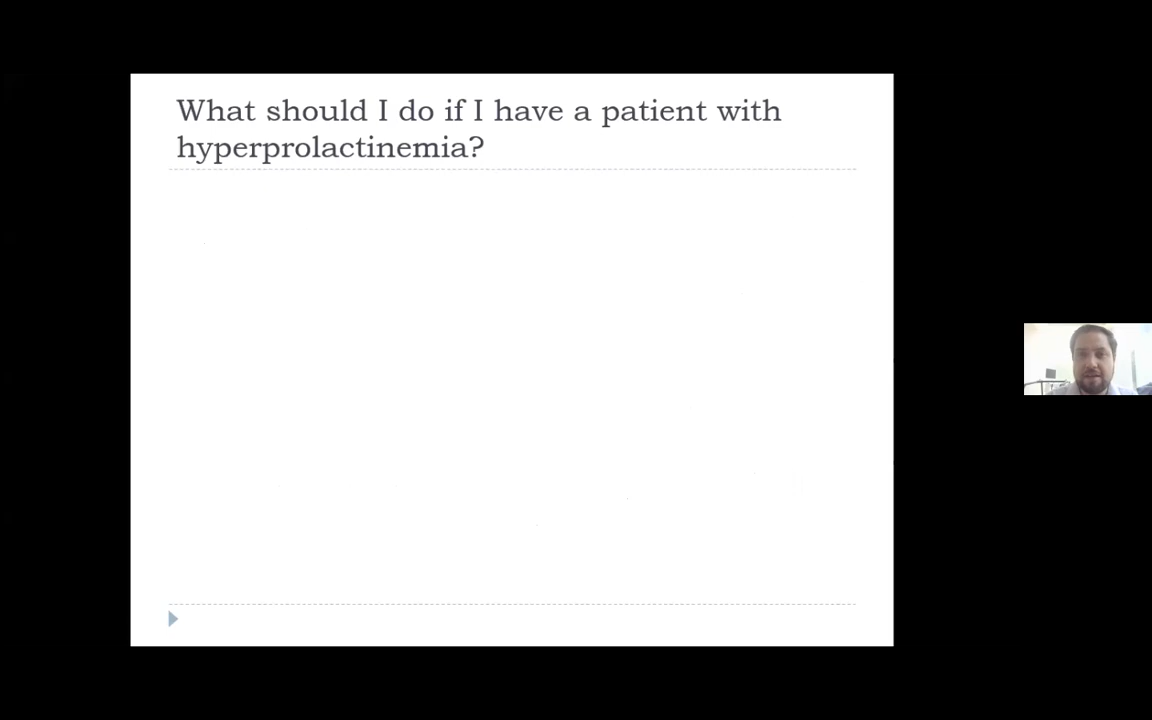 What should I do if I have a patient with
hyperprolactinemia?